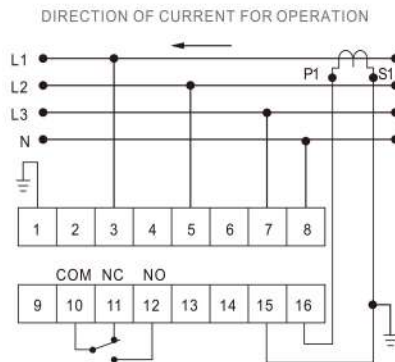 DIRECTION OF CURRENT FOR OPERATION
L1
P1 S1
L2
L3
N
1 2 3 4 5 6 7 8
COM NC NO
9 10 11 12 13 14 15 16